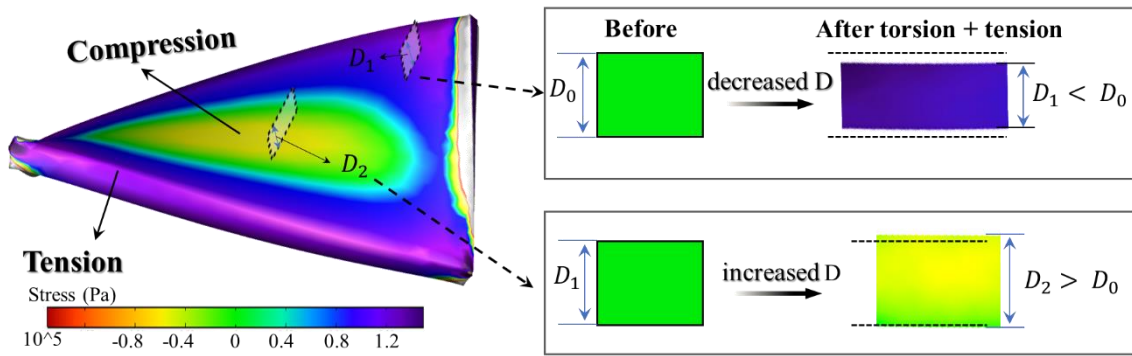 Compression
D₁
D₂
Tension
Stress (Pa)
10^5
-0.8
-0.4
0
0.4
0.8
1.2
Before
After torsion + tension
D₀
decreased D
D₁ < D₀
D₁
increased D
D₂ > D₀